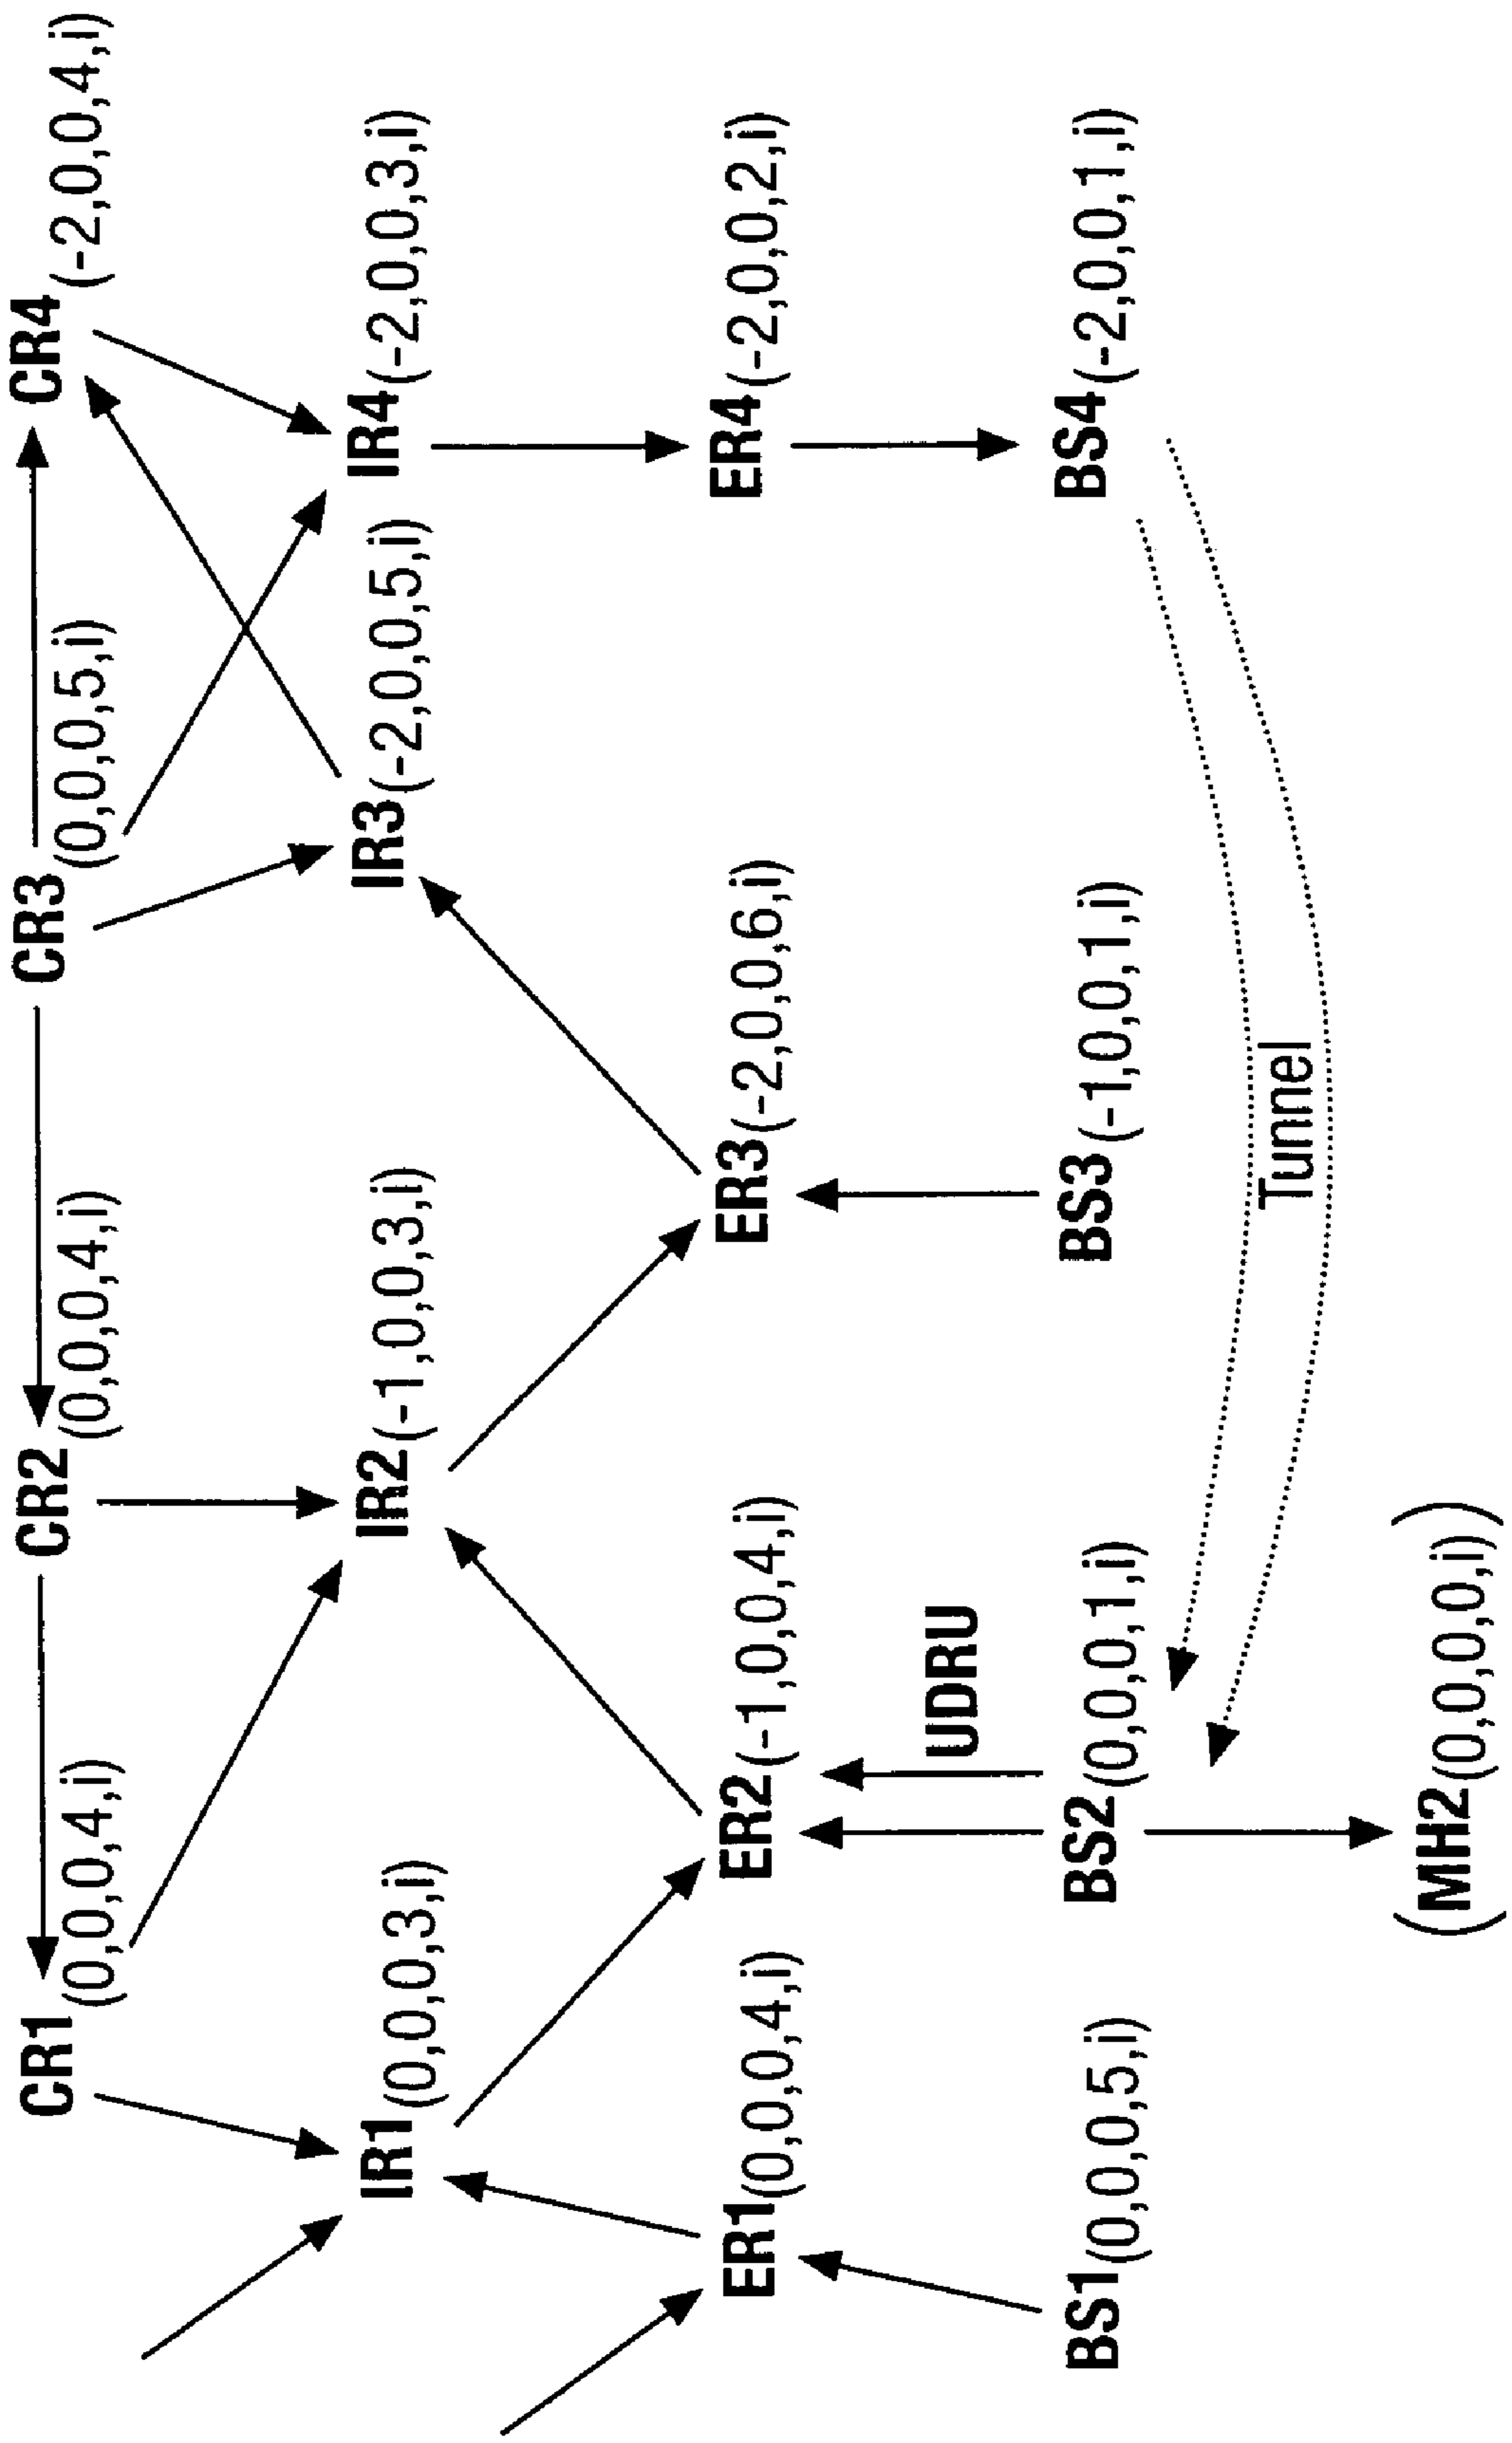 CR1(0,0,0,4,i)
CR2(0,0,0,4,i)
CR3(0,0,0,5,i)
CR4(-2,0,0,4,i)
IR1(0,0,0,3,i)
IR2(-1,0,0,3,i)
IR3(-2,0,0,5,i)
IR4(-2,0,0,3,i)
ER1(0,0,0,4,i)
ER2(-1,0,0,4,i)
ER3(-2,0,0,6,i)
ER4(-2,0,0,2,i)
UDRU
BS1(0,0,0,5,i)
BS2(0,0,0,1,i)
BS3(-1,0,0,1,i)
BS4(-2,0,0,1,i)
Tunnel
(MH2(0,0,0,0,i))